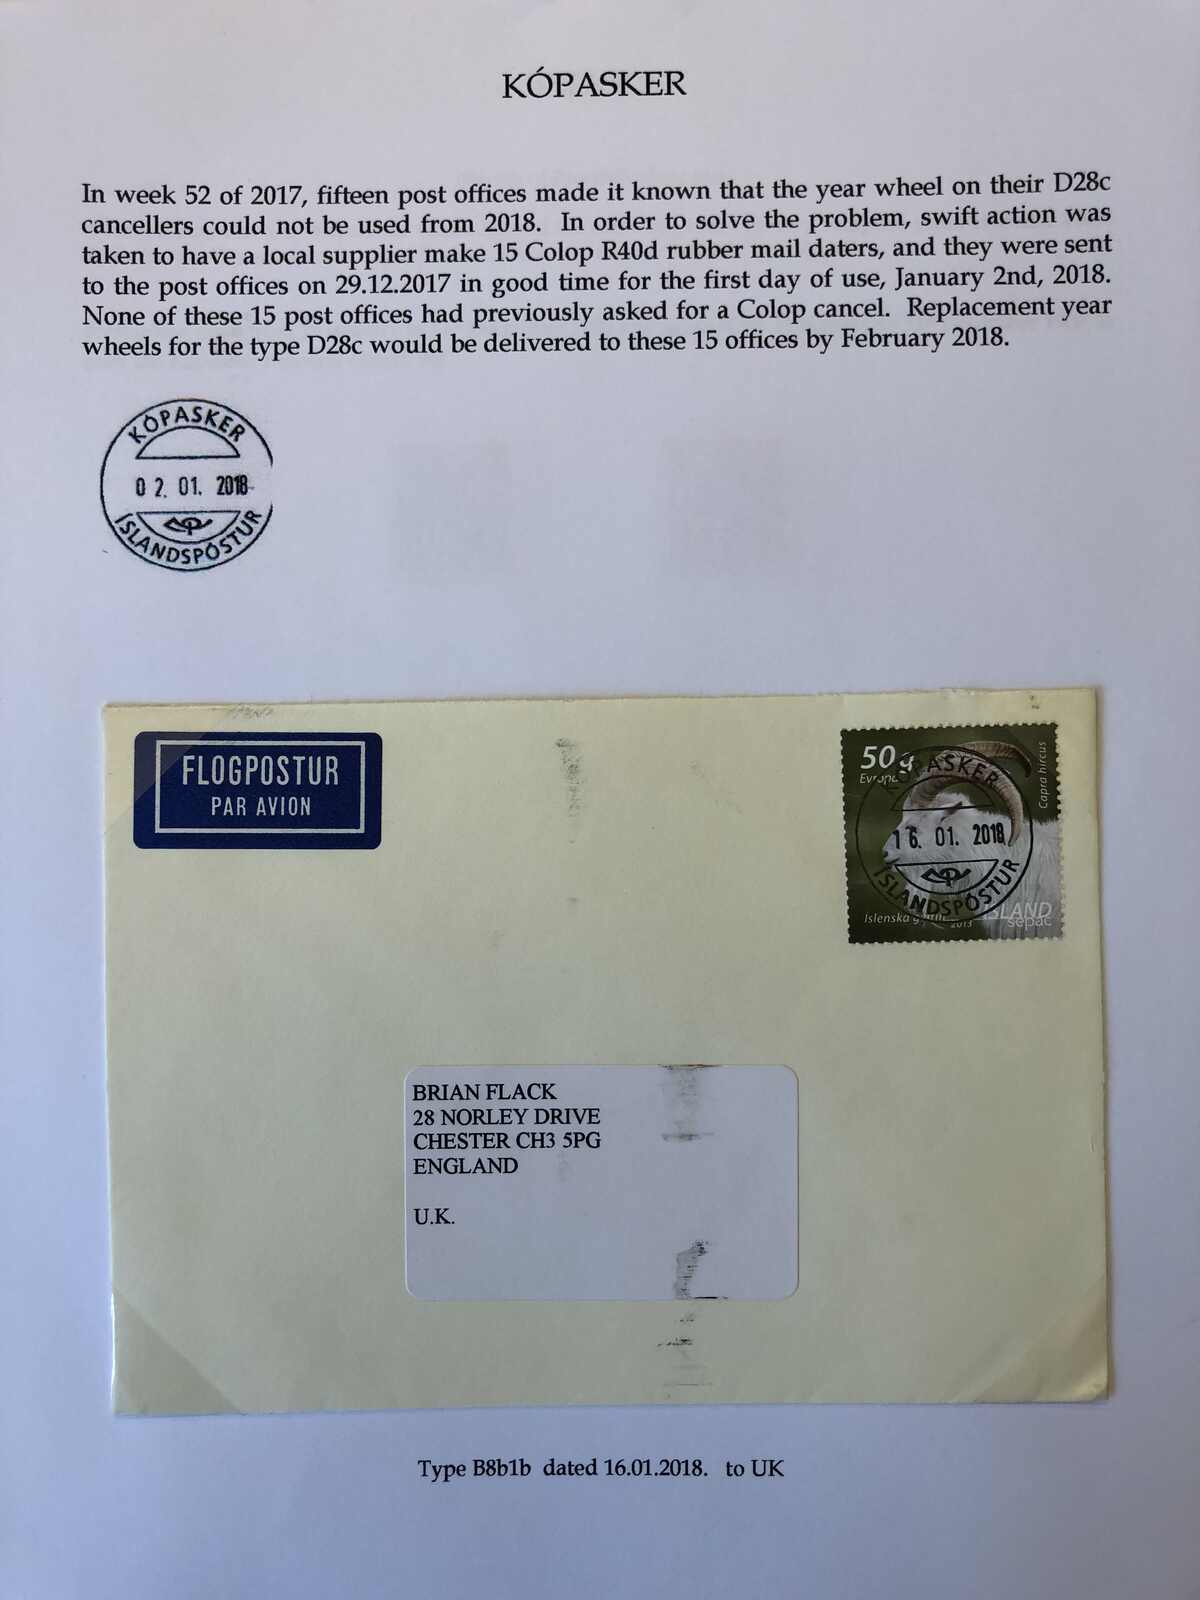 KÓPASKER
In week 52 of 2017, fifteen post offices made it known that the year wheel on their D28c
cancellers could not be used from 2018. In order to solve the problem, swift action was
taken to have a local supplier make 15 Colop R40d rubber mail daters, and they were sent
to the post offices on 29.12.2017 in good time for the first day of use, January 2nd, 2018.
None of these 15 post offices had previously asked for a Colop cancel. Replacement year
wheels for the type D28c would be delivered to these 15 offices by February 2018.
KÓPASKER
02.01.2018
ÍSLANDSPÓSTUR
FLOGPOSTUR
PAR AVION
50g
Evrópa
Capra hircus
KÓPASKER
16.01.2018
ÍSLANDSPÓSTUR
Íslenska
2013
ÍSLAND
sepac
BRIAN FLACK
28 NORLEY DRIVE
CHESTER CH3 5PG
ENGLAND
U.K.
Type B8b1b dated 16.01.2018. to UK